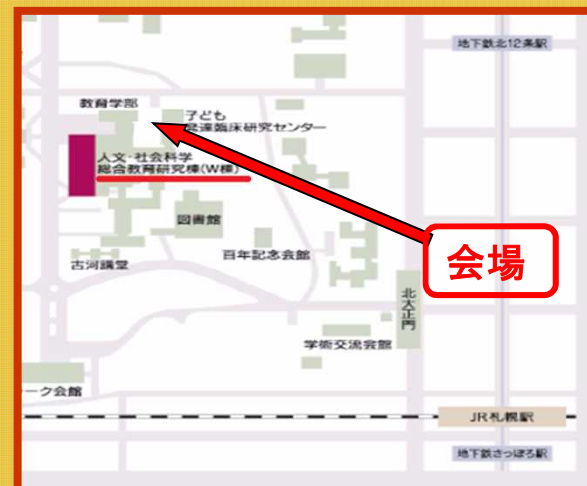 地下鉄北12条駅
教育学部
子ども
発達臨床研究センター
人文・社会科学
総合教育研究棟(W棟)
図書館
百年記念会館
古河講堂
会場
北大正門
学術交流会館
ーク会館
JR札幌駅
地下鉄さっぽろ駅